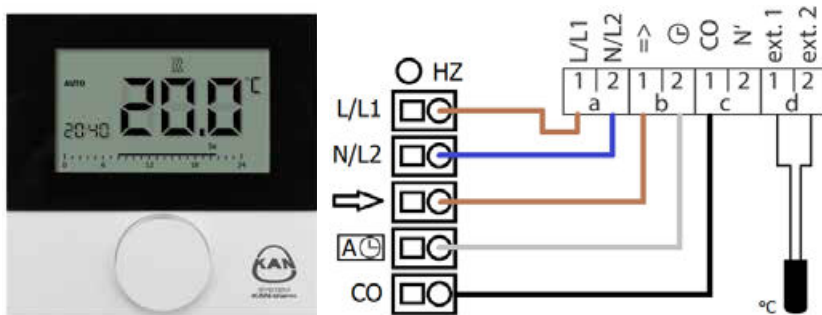 AUTO
20.0 °C
20:40
Sa
0 6 12 18 24
KAN
HZ
L/L1
N/L2
A
CO
L/L1 N/L2 => CO N' ext. 1 ext. 2
1 2 1 2 1 2 1 2
a b c d
°C